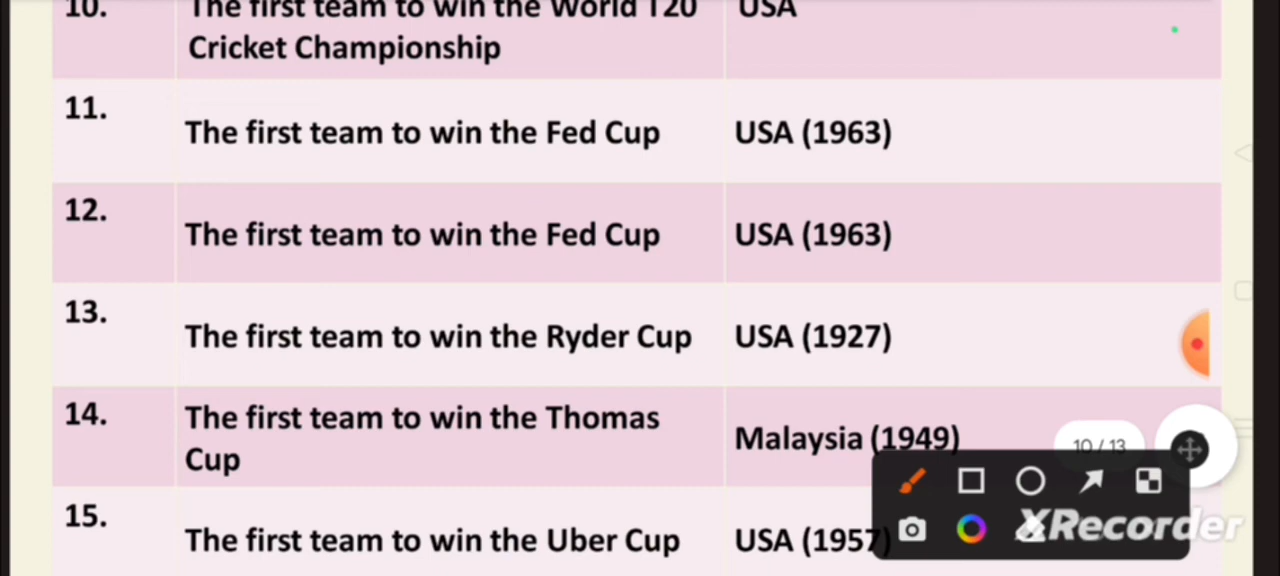 10. The first team to win the World T20 USA
Cricket Championship
11. The first team to win the Fed Cup USA (1963)
12. The first team to win the Fed Cup USA (1963)
13. The first team to win the Ryder Cup USA (1927)
14. The first team to win the Thomas
Cup Malaysia (1949)
10 / 13
15. The first team to win the Uber Cup USA (1957)
XRecorder